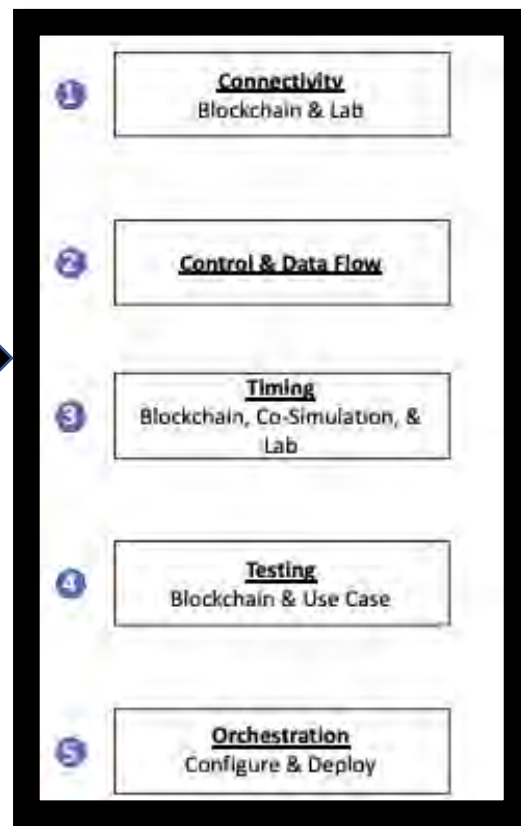 1
Connectivity
Blockchain & Lab
2
Control & Data Flow
3
Timing
Blockchain, Co-Simulation, &
Lab
4
Testing
Blockchain & Use Case
5
Orchestration
Configure & Deploy